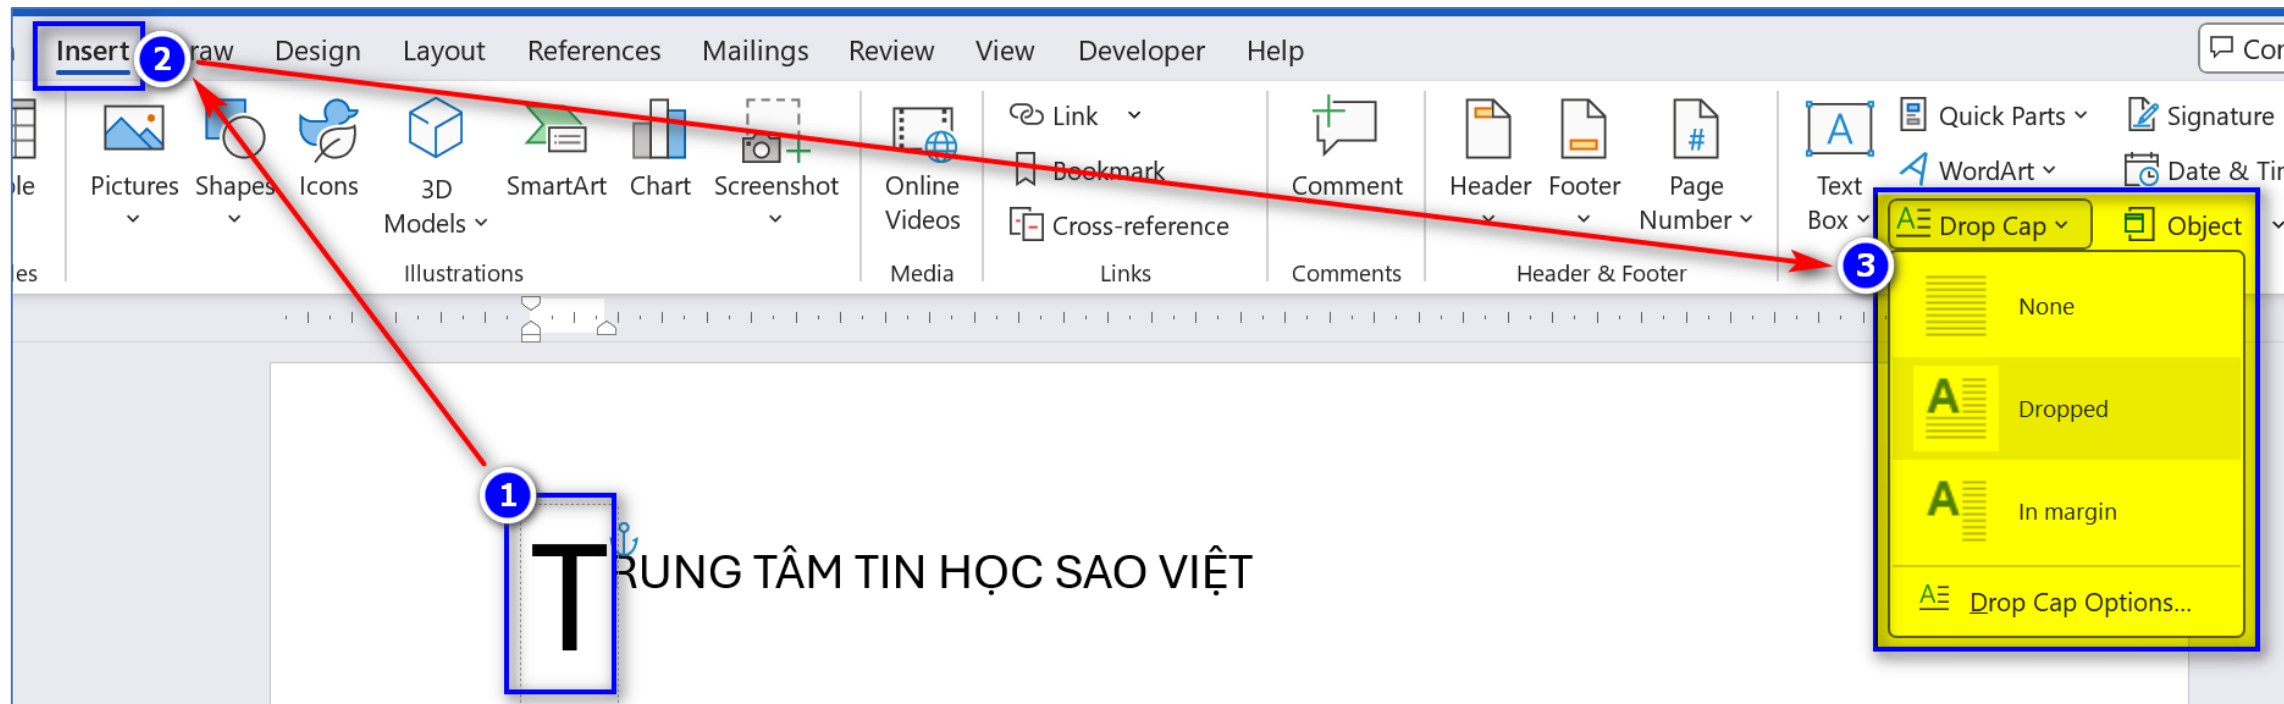 Insert 2 raw Design Layout References Mailings Review View Developer Help Con
Link Quick Parts Signature
Bookmark WordArt Date & Tim
le Pictures Shapes Icons 3D Models SmartArt Chart Screenshot Online Videos Comment Header Footer Page Number Text Box
Cross-reference Drop Cap Object
3
les Illustrations Media Links Comments Header & Footer
None
Dropped
In margin
Drop Cap Options...
1
TRUNG TÂM TIN HỌC SAO VIỆT